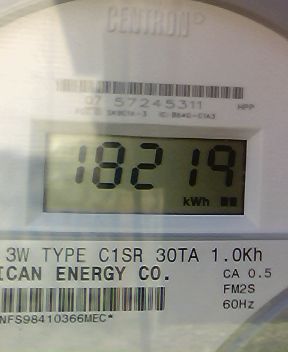 CENTRON®
07 57245311 HPP
18219
kWh
3W TYPE C1SR 30TA 1.0Kh
ICAN ENERGY CO.
CA 0.5
FM2S
60Hz
NFS98410366MEC*